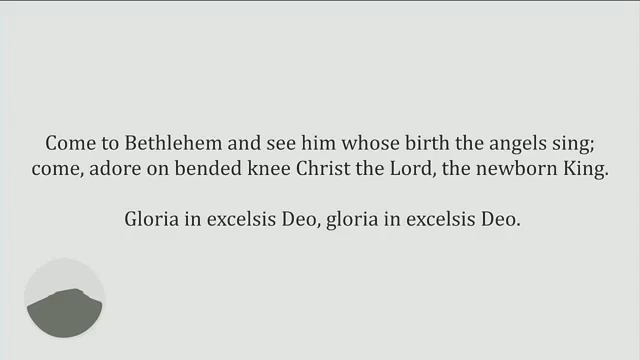 Come to Bethlehem and see him whose birth the angels sing;
come, adore on bended knee Christ the Lord, the newborn King.
Gloria in excelsis Deo, gloria in excelsis Deo.